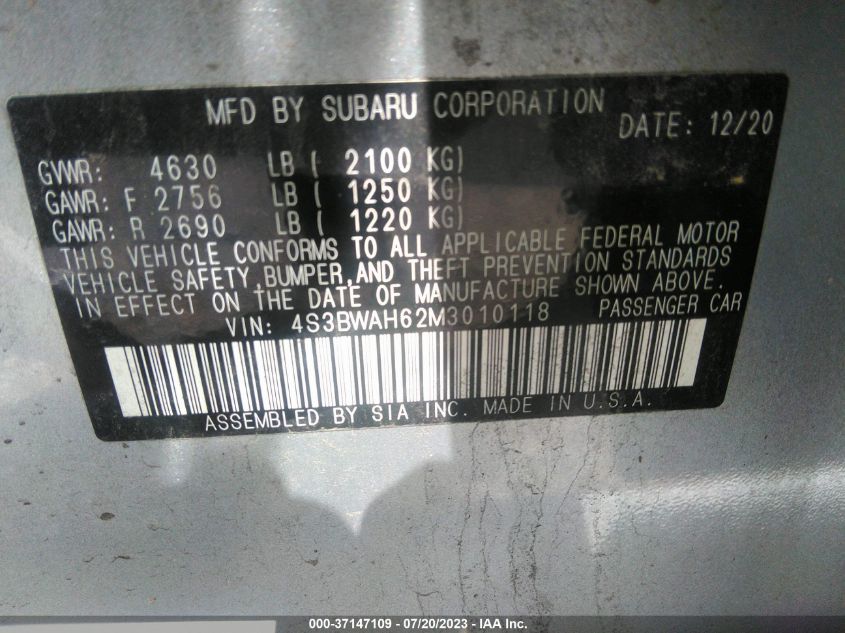 MFD BY SUBARU CORPORATION
DATE: 12/20
GVWR: 4630 LB ( 2100 KG)
GAWR: F 2756 LB ( 1250 KG)
GAWR: R 2690 LB ( 1220 KG)
THIS VEHICLE CONFORMS TO ALL APPLICABLE FEDERAL MOTOR
VEHICLE SAFETY,BUMPER,AND THEFT PREVENTION STANDARDS
IN EFFECT ON THE DATE OF MANUFACTURE SHOWN ABOVE.
VIN: 4S3BWAH62M3010118 PASSENGER CAR
ASSEMBLED BY SIA INC. MADE IN U.S.A.
000-37147109 - 07/20/2023 - IAA Inc.